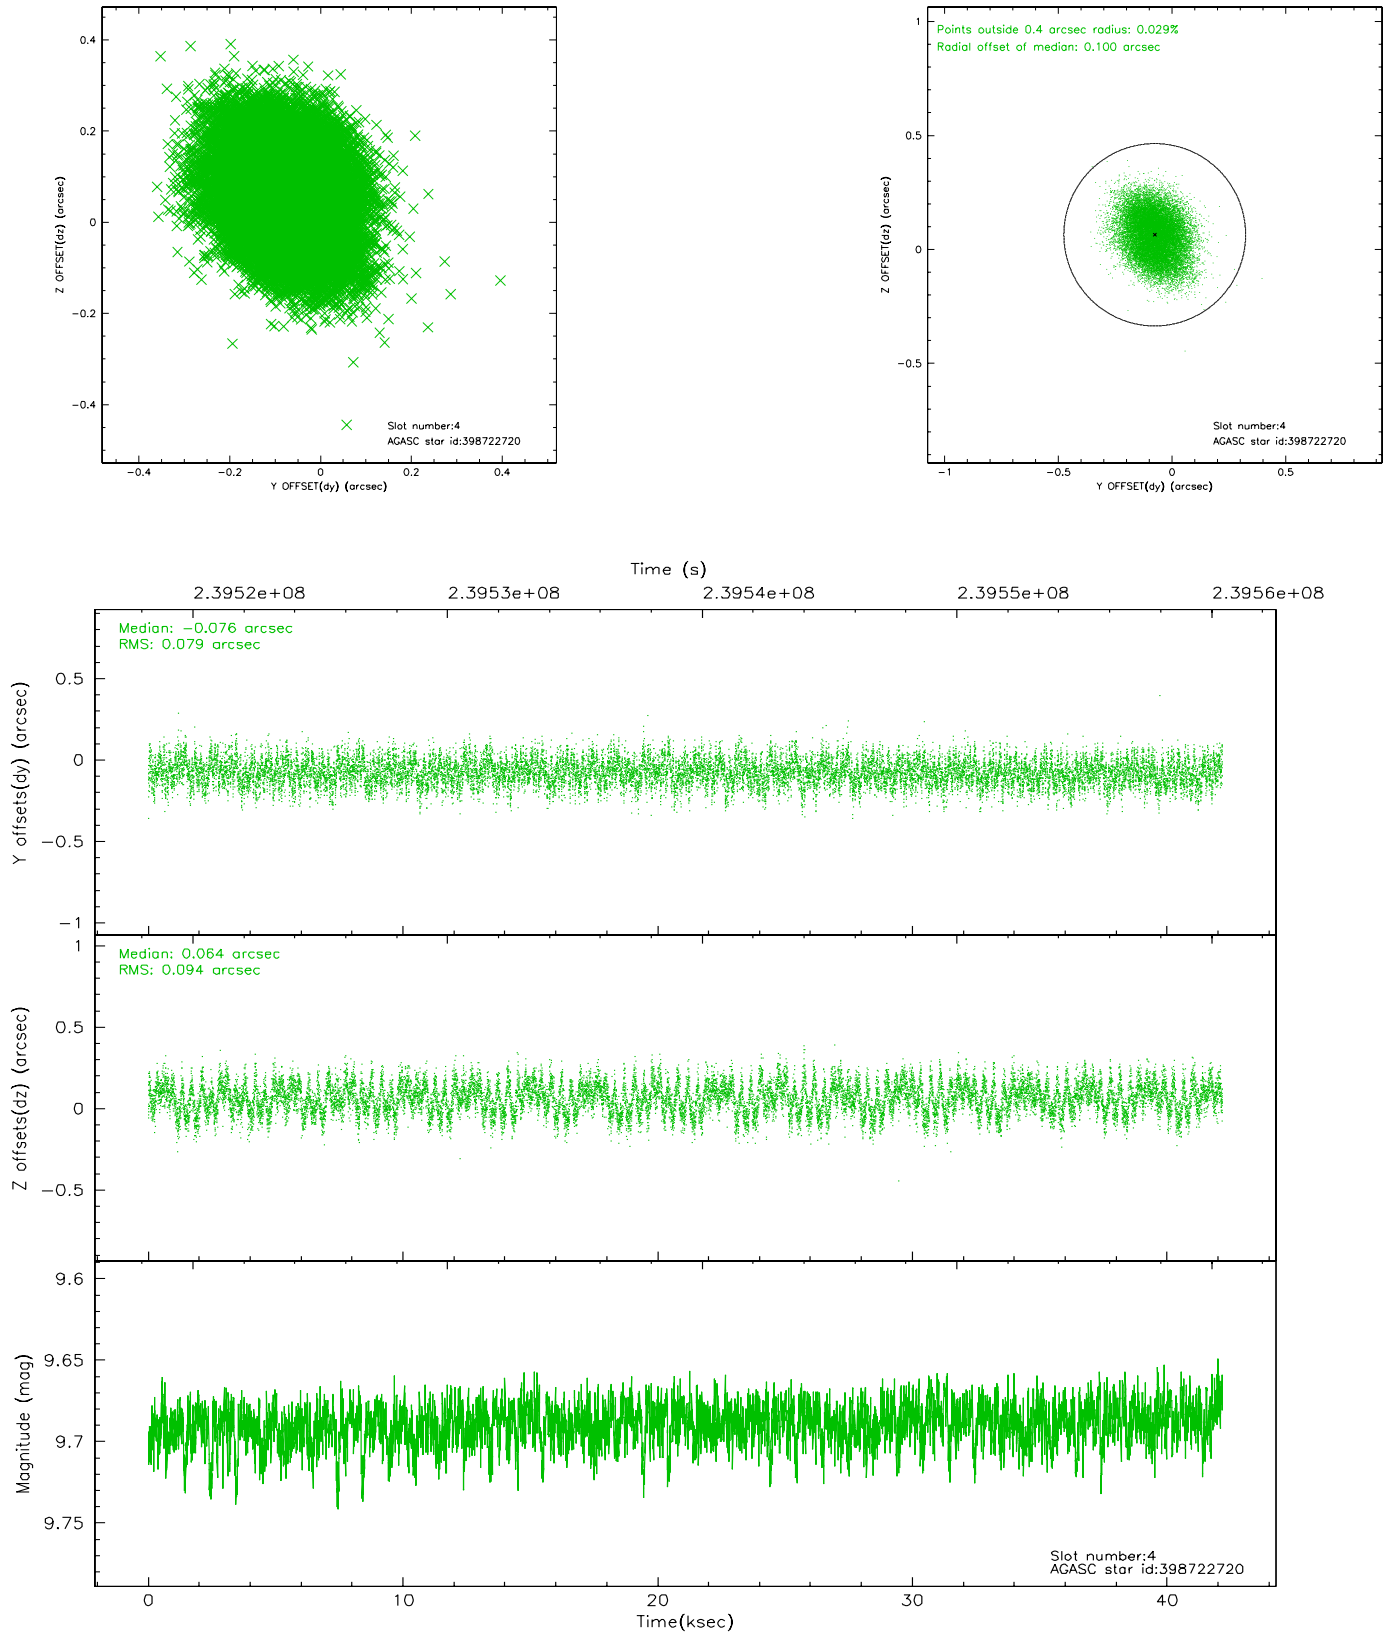 0.4
0.2
0
−0.2
−0.4
Z OFFSET(dz) (arcsec)
−0.4 −0.2 0 0.2 0.4
Y OFFSET(dy) (arcsec)
Slot number:4
AGASC star id:398722720
Points outside 0.4 arcsec radius: 0.029%
Radial offset of median: 0.100 arcsec
1
0.5
0
−0.5
Z OFFSET(dz) (arcsec)
−1 −0.5 0 0.5
Y OFFSET(dy) (arcsec)
Slot number:4
AGASC star id:398722720
Time (s)
2.3952e+08 2.3953e+08 2.3954e+08 2.3955e+08 2.3956e+08
Median: −0.076 arcsec
RMS: 0.079 arcsec
0.5
0
−0.5
−1
Y offsets(dy) (arcsec)
Median: 0.064 arcsec
RMS: 0.094 arcsec
1
0.5
0
−0.5
Z offsets(dz) (arcsec)
9.6
9.65
9.7
9.75
Magnitude (mag)
Slot number:4
AGASC star id:398722720
0 10 20 30 40
Time(ksec)